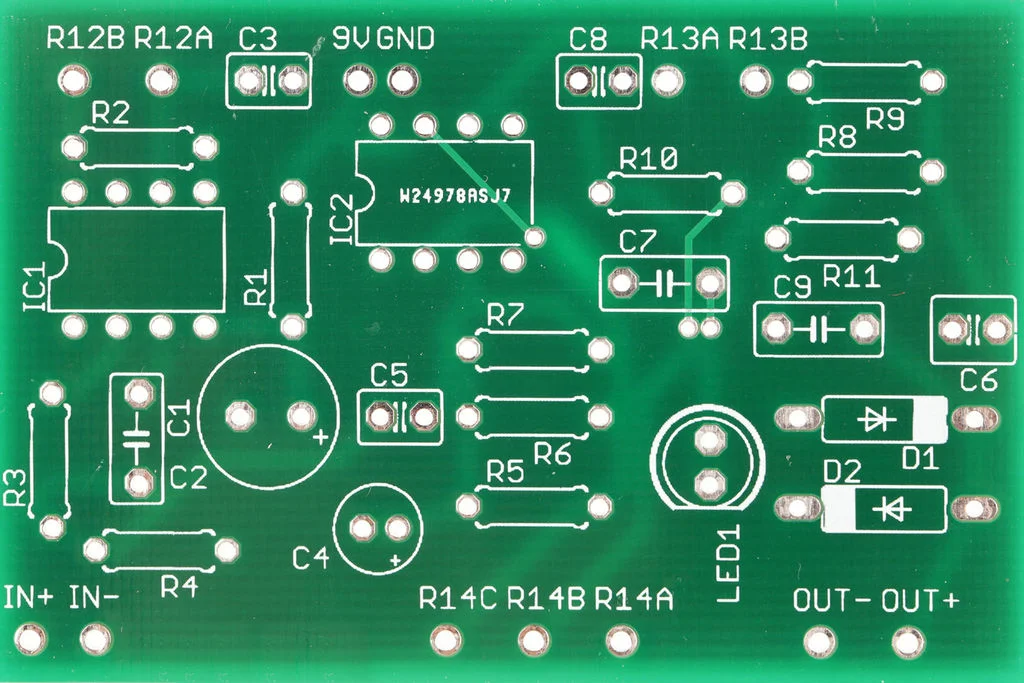 R12B R12A C3 9V GND C8 R13A R13B
R2
R9
R8
R10
W24978ASJ7
IC2
C7
R1
IC1
R11
C9
R7
C6
C5
C1
R6
D1
R3
C2
R5
D2
C4
LED1
R4
IN+ IN- R14C R14B R14A OUT- OUT+
+
+